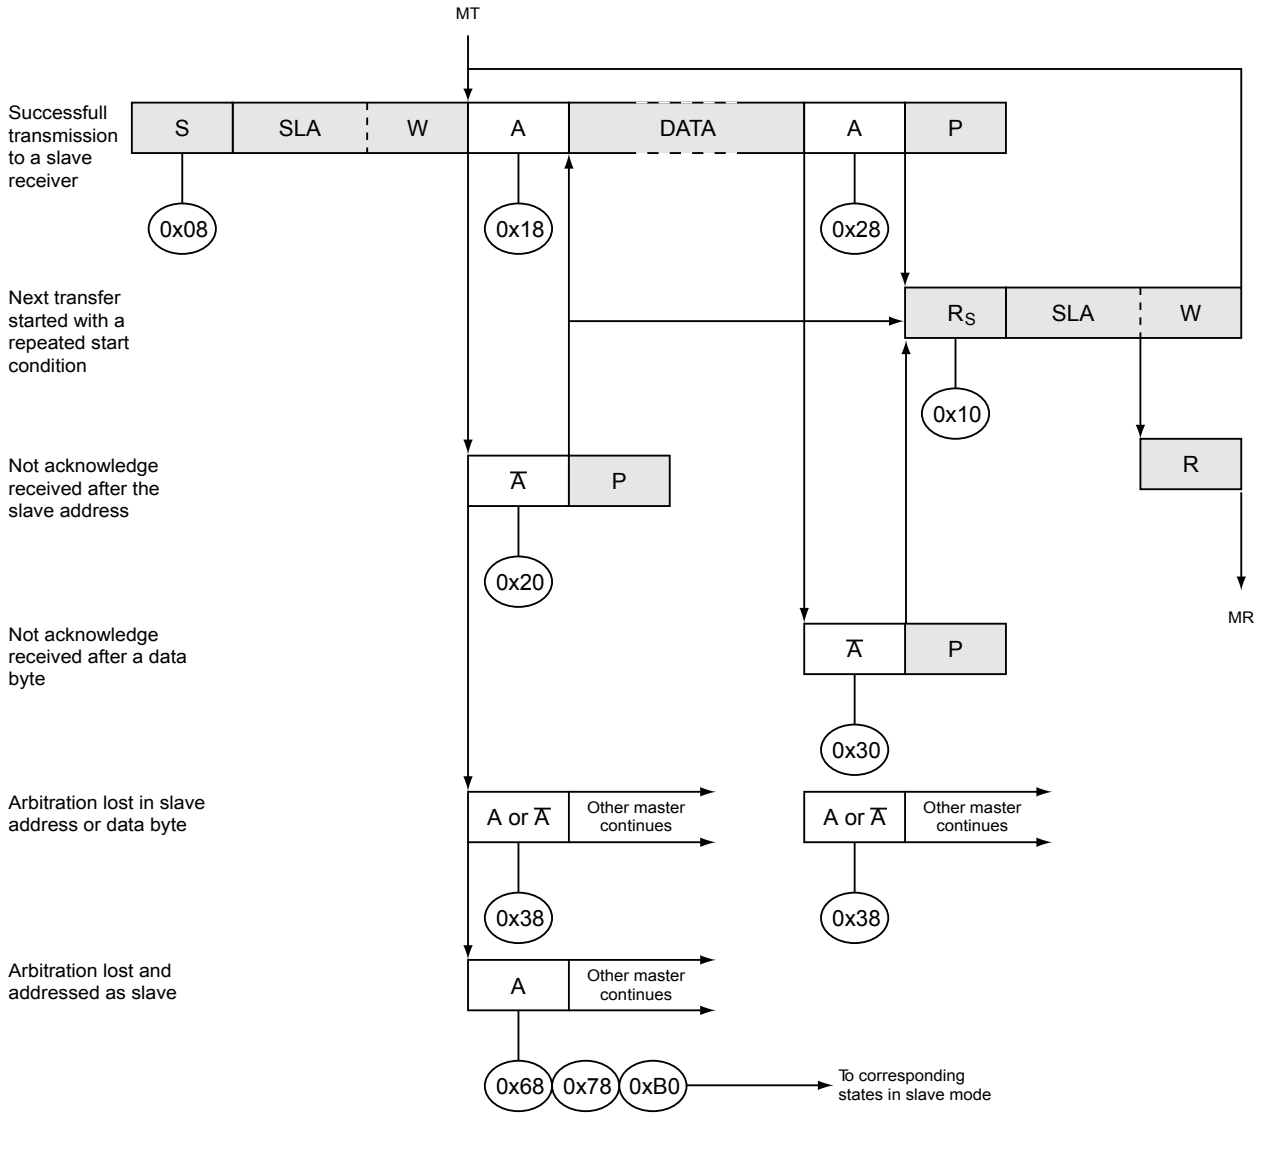 MT
Successfull
transmission
to a slave
receiver
S SLA W A DATA A P
0x08 0x18 0x28
Next transfer
started with a
repeated start
condition
RS SLA W
0x10
Not acknowledge
received after the
slave address
A̅ P
R
0x20
MR
Not acknowledge
received after a data
byte
A̅ P
0x30
Arbitration lost in slave
address or data byte
A or A̅ Other master
continues
A or A̅ Other master
continues
0x38 0x38
Arbitration lost and
addressed as slave
A Other master
continues
0x68 0x78 0xB0
To corresponding
states in slave mode